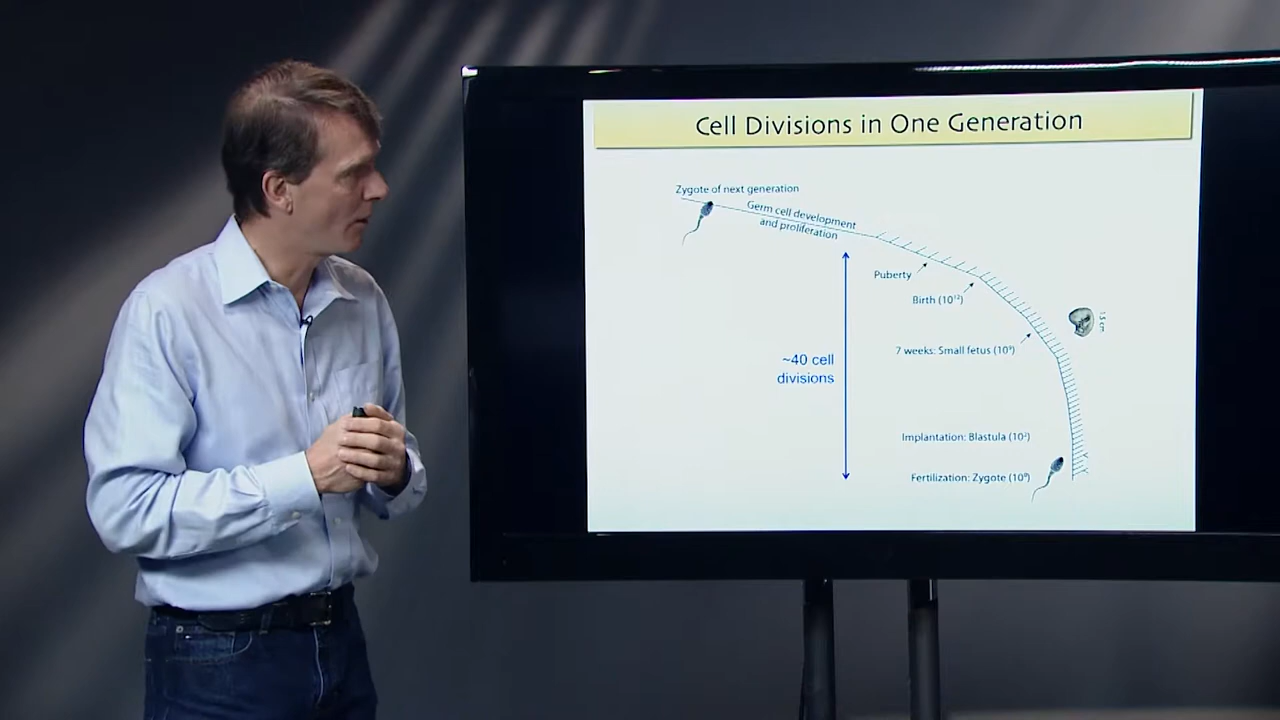 Cell Divisions in One Generation
Zygote of next generation
Germ cell development
and proliferation
Puberty
Birth (10¹²)
7 weeks: Small fetus (10⁹)
~40 cell
divisions
Implantation: Blastula (10²)
Fertilization: Zygote (10⁰)